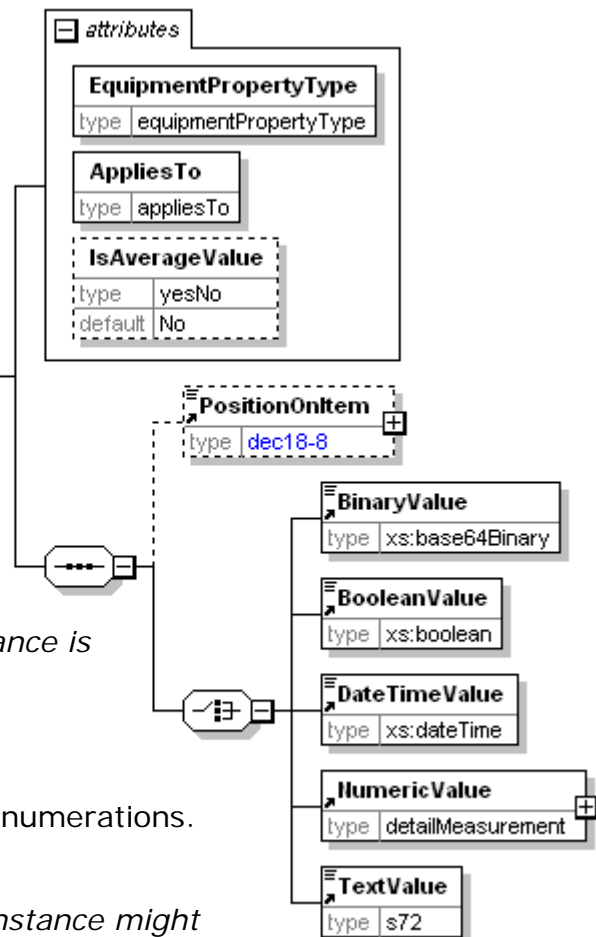 attributes
EquipmentPropertyType
type equipmentPropertyType
AppliesTo
type appliesTo
IsAverageValue
type yesNo
default No
PositionOnItem
type dec18-8
BinaryValue
type xs:base64Binary
BooleanValue
type xs:boolean
ance is
DateTimeValue
type xs:dateTime
NumericValue
type detailMeasurement
numerations.
TextValue
type s72
nstance might